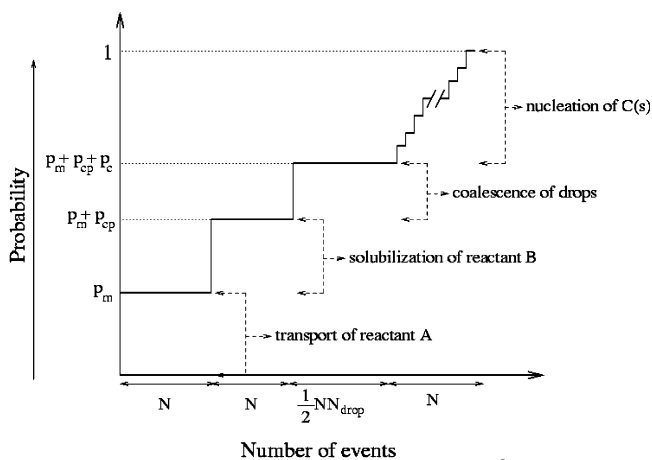 1
nucleation of C(s)
p_m + p_cp + p_c
coalescence of drops
p_m + p_cp
solubilization of reactant B
p_m
transport of reactant A
Probability
N N 1/2 NN_drop N
Number of events